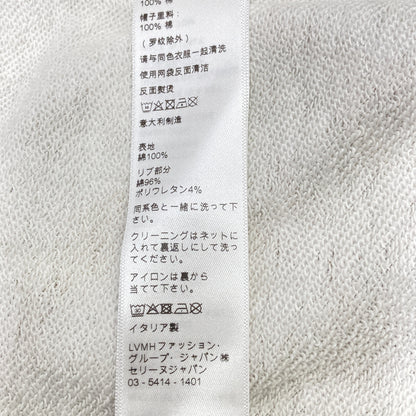 100% 棉
帽子里料:
100% 棉
(罗纹除外)
请与同色衣服一起清洗
使用网袋反面清洁
反面熨烫
意大利制造
表地
綿100%
リブ部分
綿96%
ポリウレタン4%
同系色と一緒に洗って下
さい。
クリーニングはネットに
入れて裏返しにして洗っ
てください。
アイロンは裏から
当てて下さい。
イタリア製
LVMHファッション・
グループ・ジャパン㈱
セリーヌジャパン
03 - 5414 - 1401